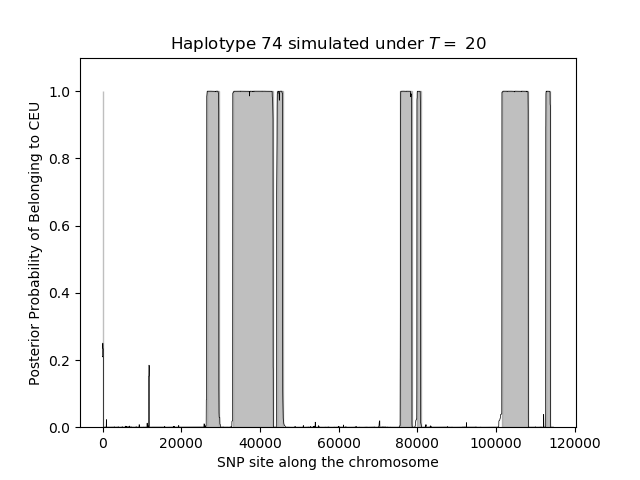 Haplotype 74 simulated under T = 20
Posterior Probability of Belonging to CEU
1.0
0.8
0.6
0.4
0.2
0.0
0 20000 40000 60000 80000 100000 120000
SNP site along the chromosome